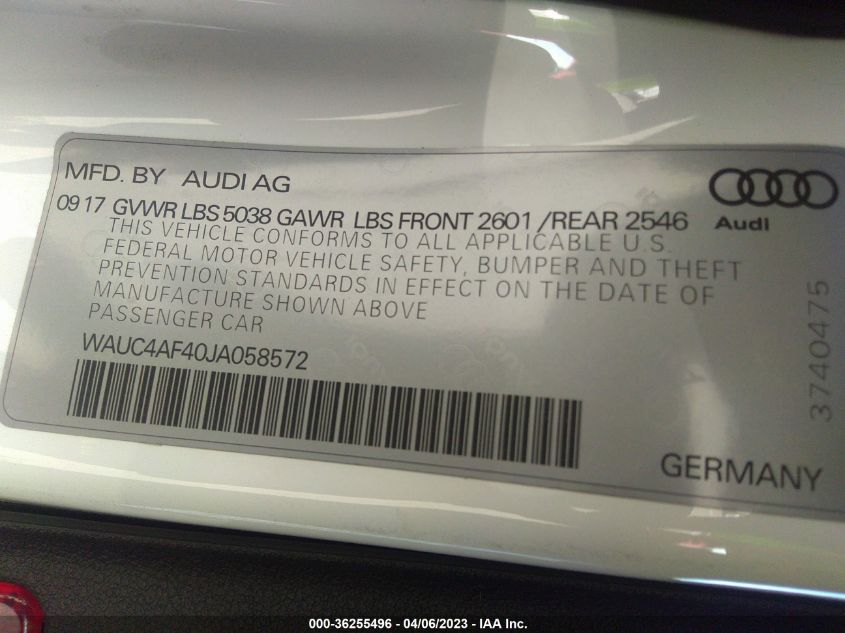 MFD. BY AUDI AG
Audi
09 17 GVWR LBS 5038 GAWR LBS FRONT 2601 /REAR 2546
THIS VEHICLE CONFORMS TO ALL APPLICABLE U.S.
FEDERAL MOTOR VEHICLE SAFETY, BUMPER AND THEFT
PREVENTION STANDARDS IN EFFECT ON THE DATE OF
MANUFACTURE SHOWN ABOVE
PASSENGER CAR
WAUC4AF40JA058572
3740475
GERMANY
000-36255496 - 04/06/2023 - IAA Inc.